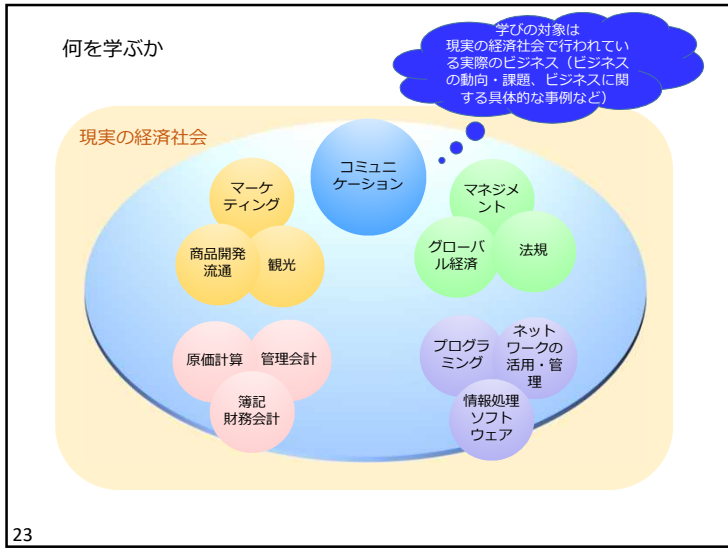 何を学ぶか
学びの対象は
現実の経済社会で行われてい
る実際のビジネス（ビジネス
の動向・課題、ビジネスに関
する具体的な事例など）
現実の経済社会
コミュニ
ケーション
マーケ
ティング
商品開発
流通
観光
マネジメ
ント
グローバ
ル経済
法規
原価計算
管理会計
簿記
財務会計
プログラ
ミング
ネット
ワークの
活用・管
理
情報処理
ソフト
ウェア
23